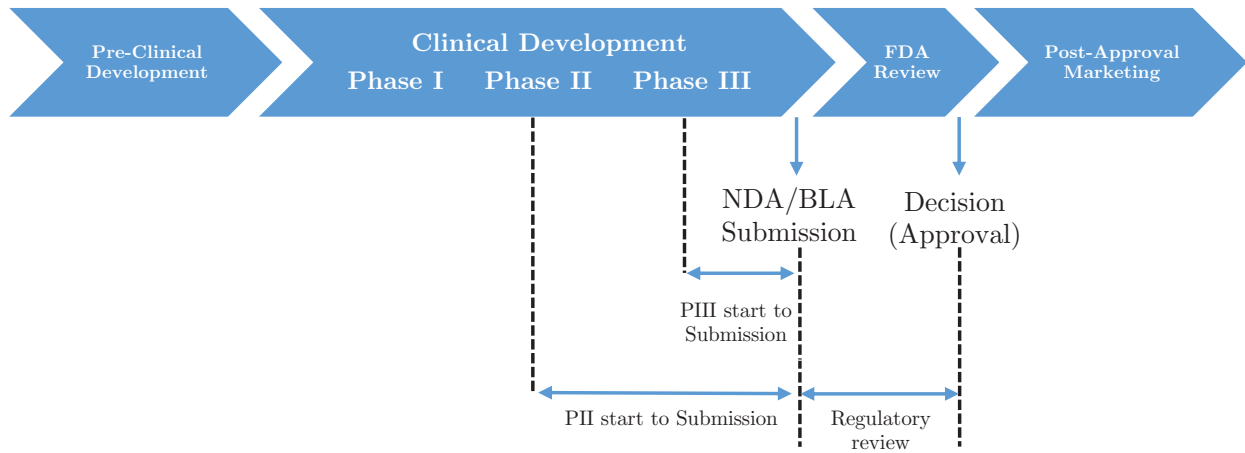 Pre-Clinical
Development
Clinical Development
Phase I Phase II Phase III
FDA
Review
Post-Approval
Marketing
NDA/BLA
Submission
Decision
(Approval)
PIII start to
Submission
PII start to Submission
Regulatory
review